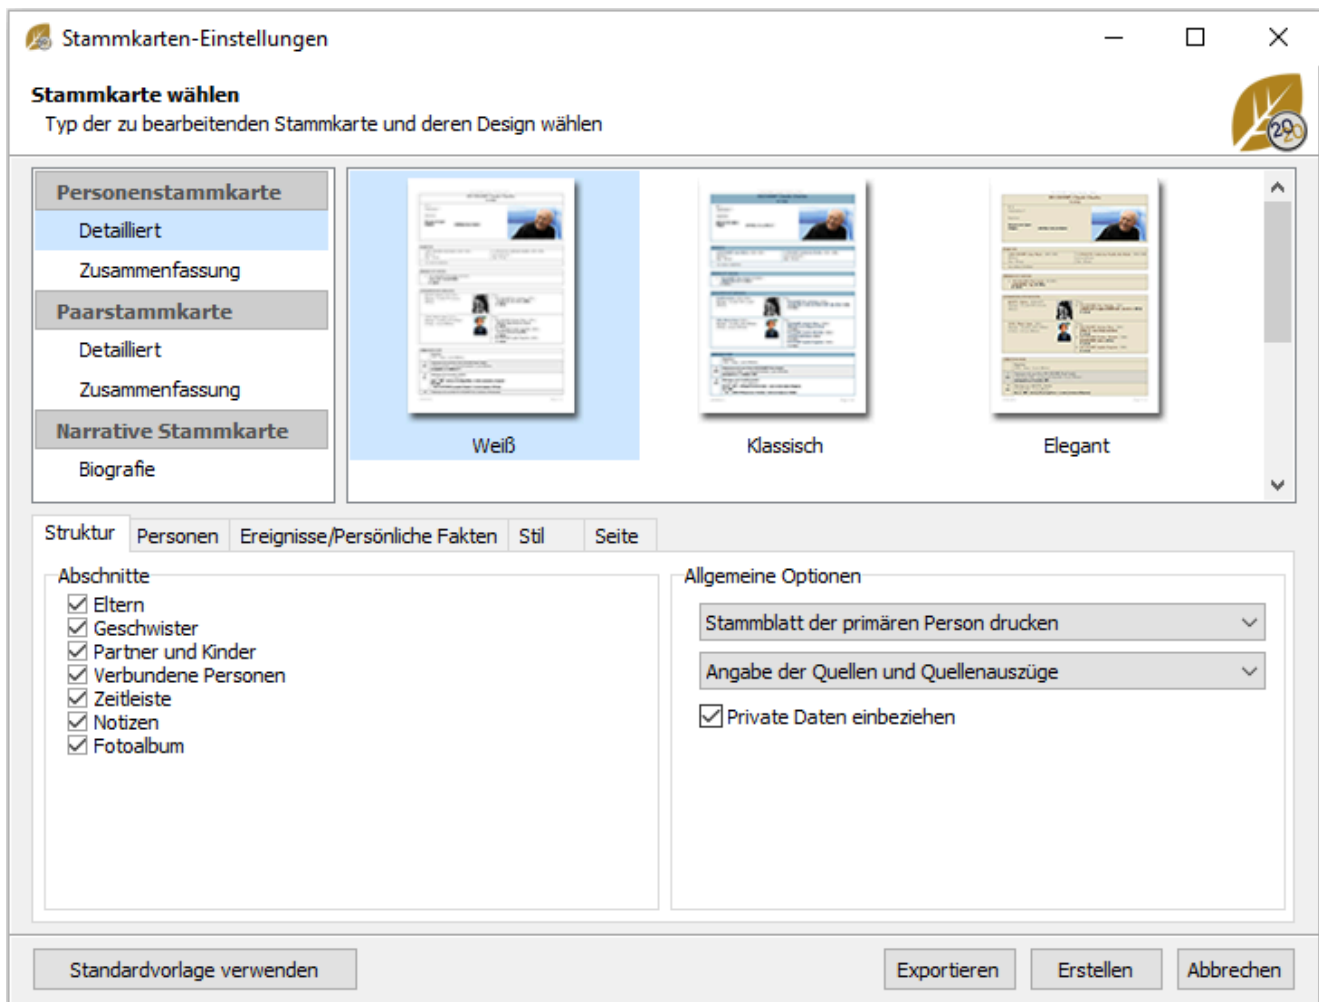 Stammkarten-Einstellungen
Stammkarte wählen
Typ der zu bearbeitenden Stammkarte und deren Design wählen
2020
Personenstammkarte
Detailliert
Zusammenfassung
Paarstammkarte
Detailliert
Zusammenfassung
Narrative Stammkarte
Biografie
Weiß
Klassisch
Elegant
Struktur
Personen
Ereignisse/Persönliche Fakten
Stil
Seite
Abschnitte
Eltern
Geschwister
Partner und Kinder
Verbundene Personen
Zeitleiste
Notizen
Fotoalbum
Allgemeine Optionen
Stammblatt der primären Person drucken
Angabe der Quellen und Quellenauszüge
Private Daten einbeziehen
Standardvorlage verwenden
Exportieren
Erstellen
Abbrechen